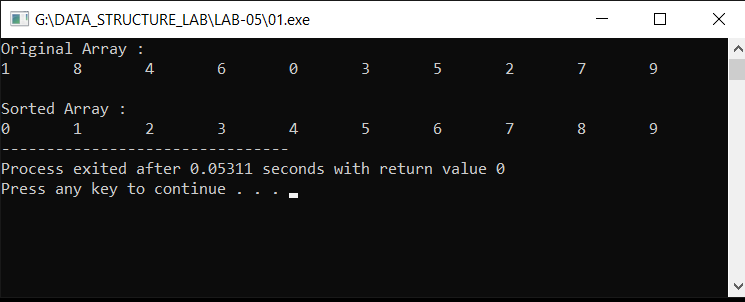 G:\DATA_STRUCTURE_LAB\LAB-05\01.exe
Original Array :
1 8 4 6 0 3 5 2 7 9
Sorted Array :
0 1 2 3 4 5 6 7 8 9
--------------------------------
Process exited after 0.05311 seconds with return value 0
Press any key to continue . . .